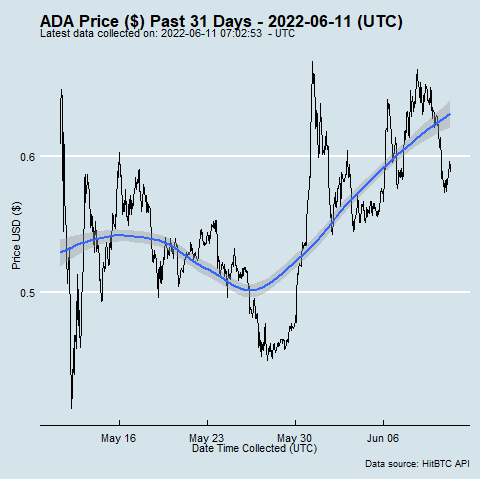 ADA Price ($) Past 31 Days - 2022-06-11 (UTC)
Latest data collected on: 2022-06-11 07:02:53 - UTC
0.6
Price USD ($)
0.5
May 16 May 23 May 30 Jun 06
Date Time Collected (UTC)
Data source: HitBTC API